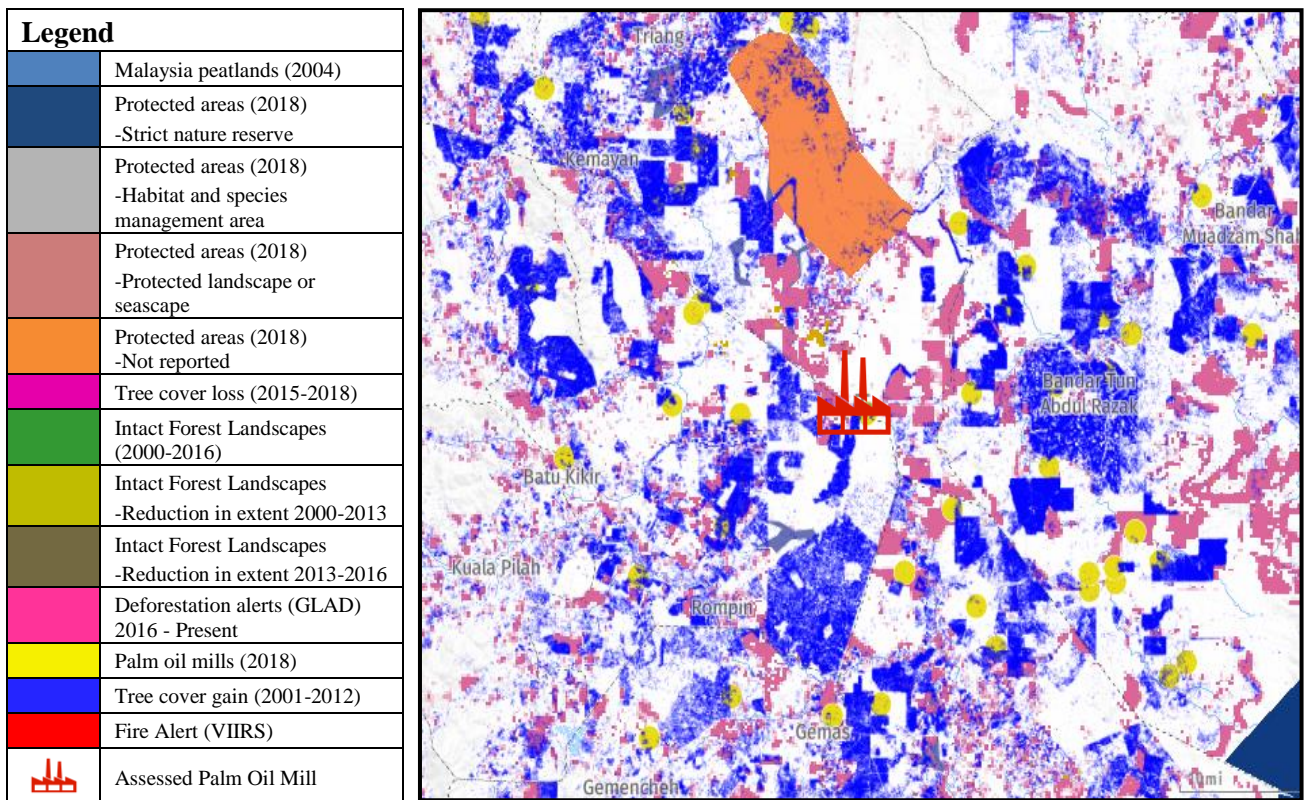 Legend
Malaysia peatlands (2004)
Protected areas (2018)
-Strict nature reserve
Protected areas (2018)
-Habitat and species
management area
Protected areas (2018)
-Protected landscape or
seascape
Protected areas (2018)
-Not reported
Tree cover loss (2015-2018)
Intact Forest Landscapes
(2000-2016)
Intact Forest Landscapes
-Reduction in extent 2000-2013
Intact Forest Landscapes
-Reduction in extent 2013-2016
Deforestation alerts (GLAD)
2016 - Present
Palm oil mills (2018)
Tree cover gain (2001-2012)
Fire Alert (VIIRS)
Assessed Palm Oil Mill
Triang
Kemayan
Bandar
Muadzam Shah
Bandar Tun
Abdul Razak
Batu Kikir
Kuala Pilah
Rompin
Gemas
Gemencheh
10mi